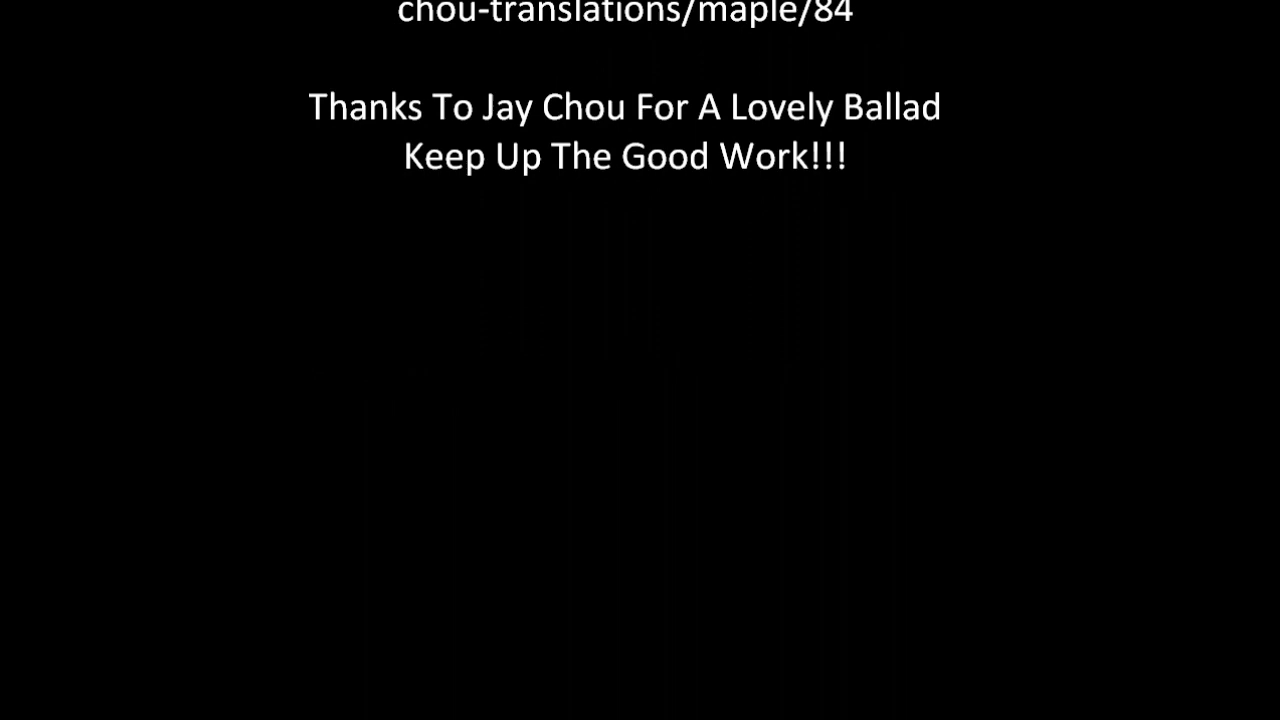 chou-translations/maple/84
Thanks To Jay Chou For A Lovely Ballad
Keep Up The Good Work!!!